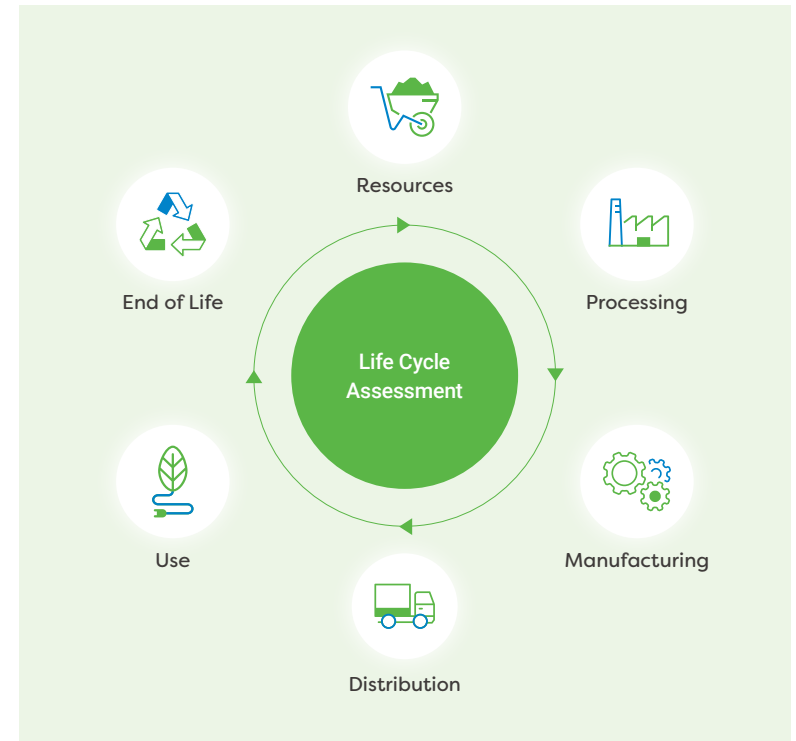 Resources
Processing
Manufacturing
Distribution
Use
End of Life
Life Cycle
Assessment